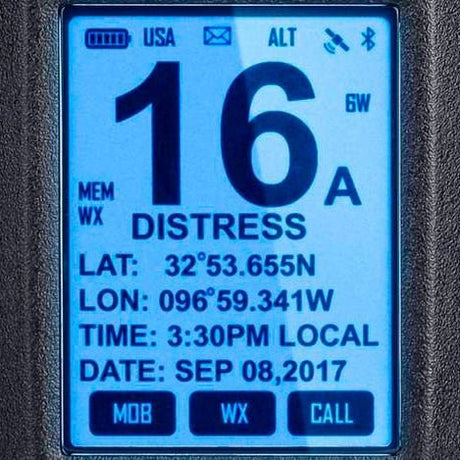 USA ALT
16A 6W
MEM
WX
DISTRESS
LAT: 32°53.655N
LON: 096°59.341W
TIME: 3:30PM LOCAL
DATE: SEP 08,2017
MOB WX CALL